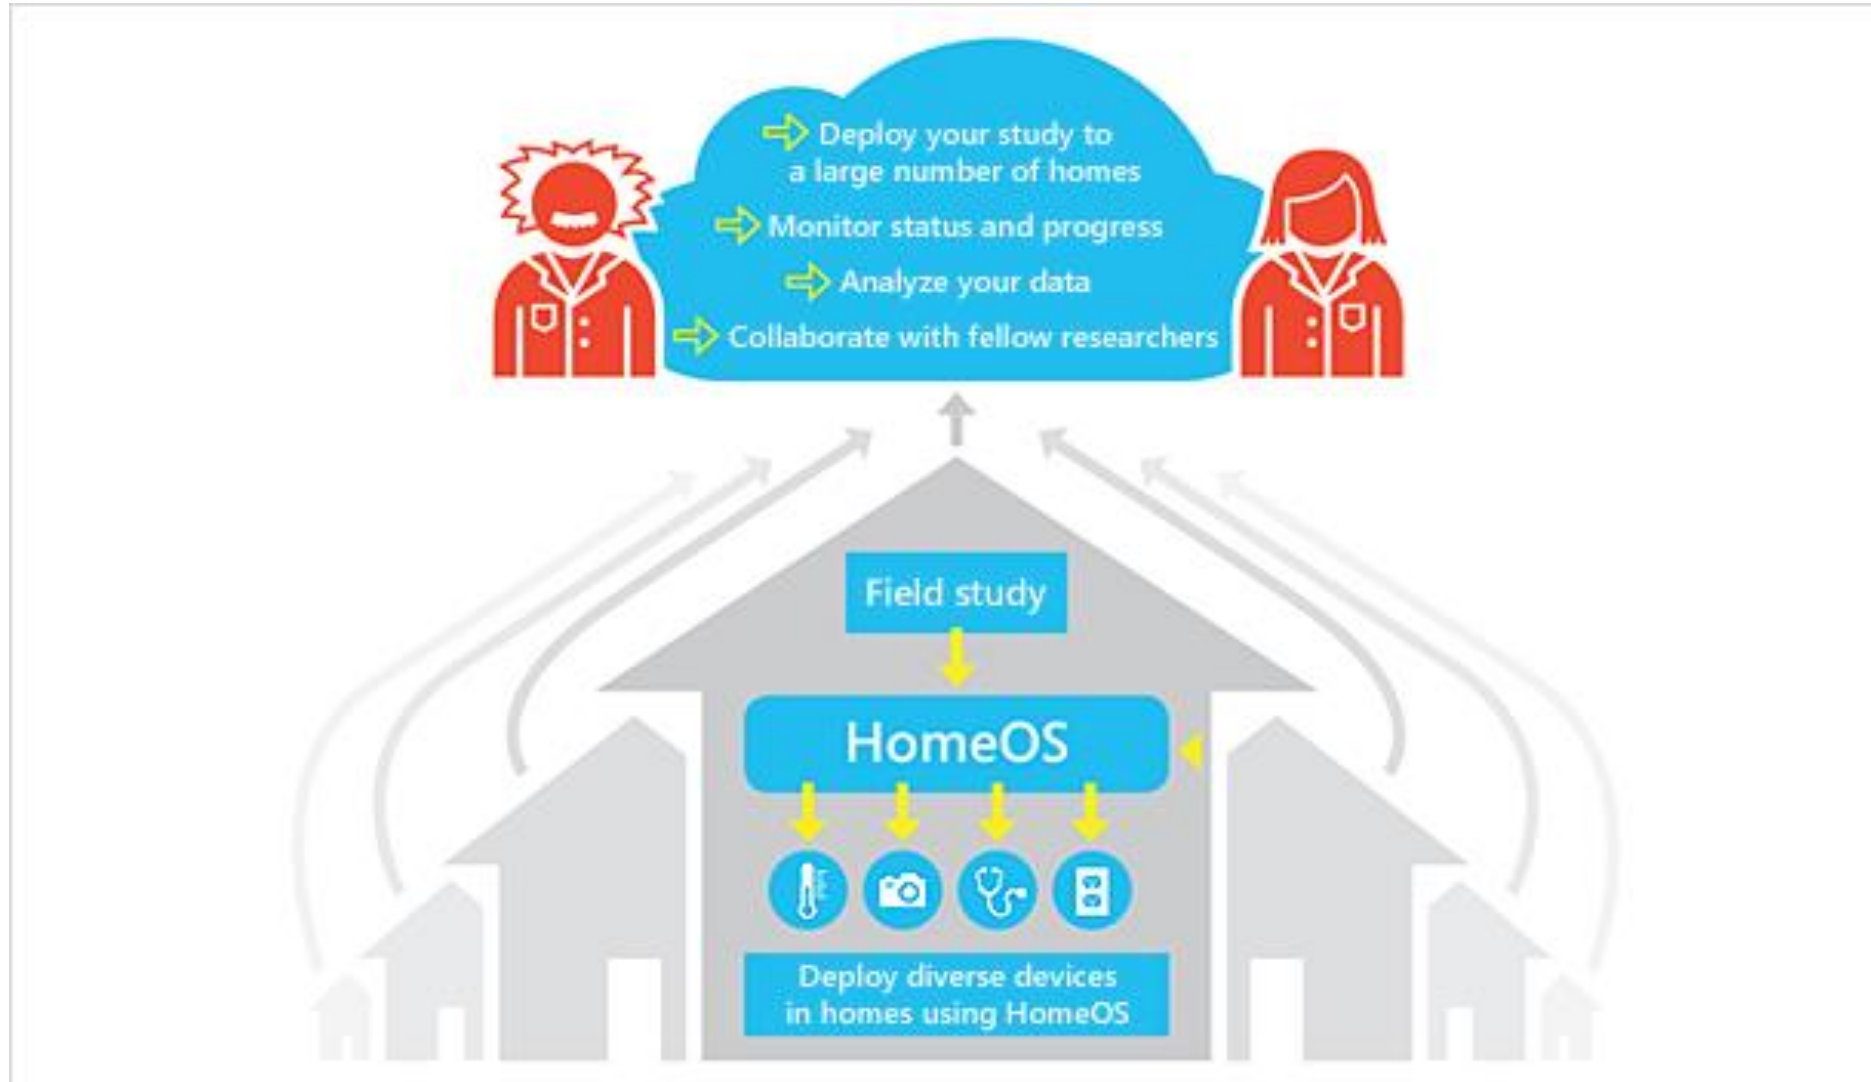 Deploy your study to
a large number of homes
Monitor status and progress
Analyze your data
Collaborate with fellow researchers
Field study
HomeOS
Deploy diverse devices
in homes using HomeOS